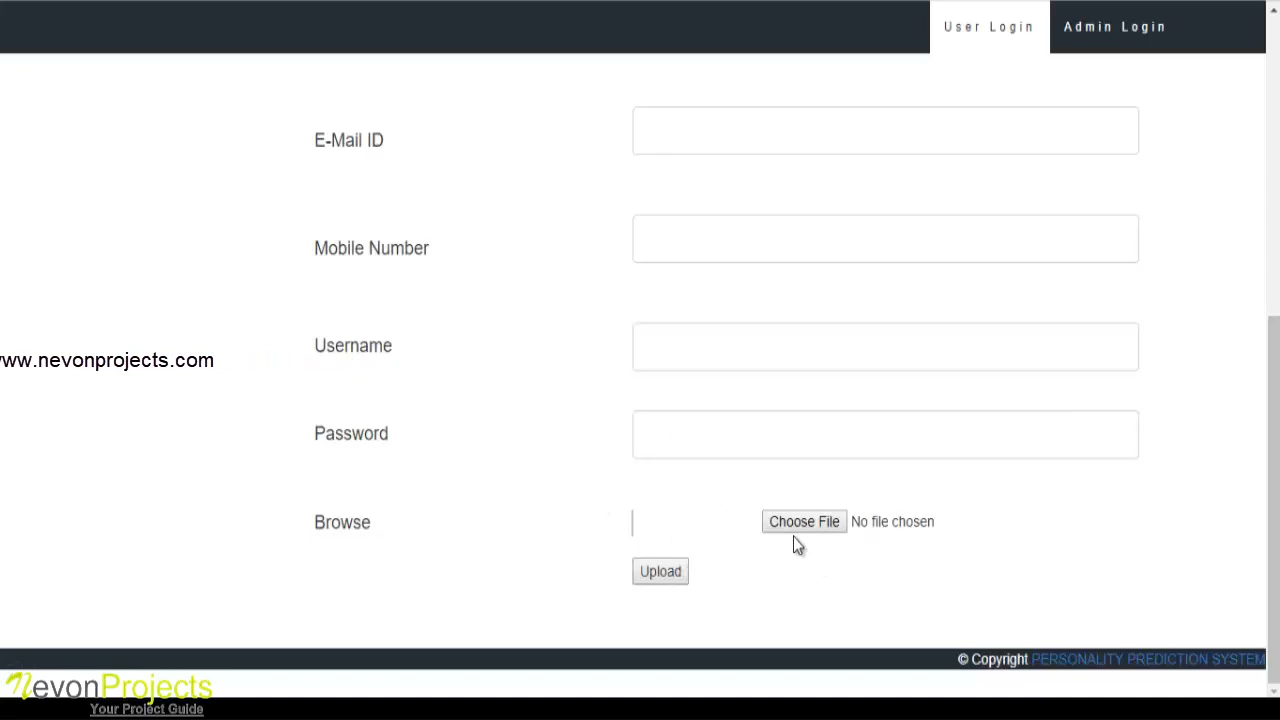 User Login Admin Login
E-Mail ID
Mobile Number
Username
www.nevonprojects.com
Password
Browse Choose File No file chosen
Upload
© Copyright PERSONALITY PREDICTION SYSTEM
NevonProjects
Your Project Guide